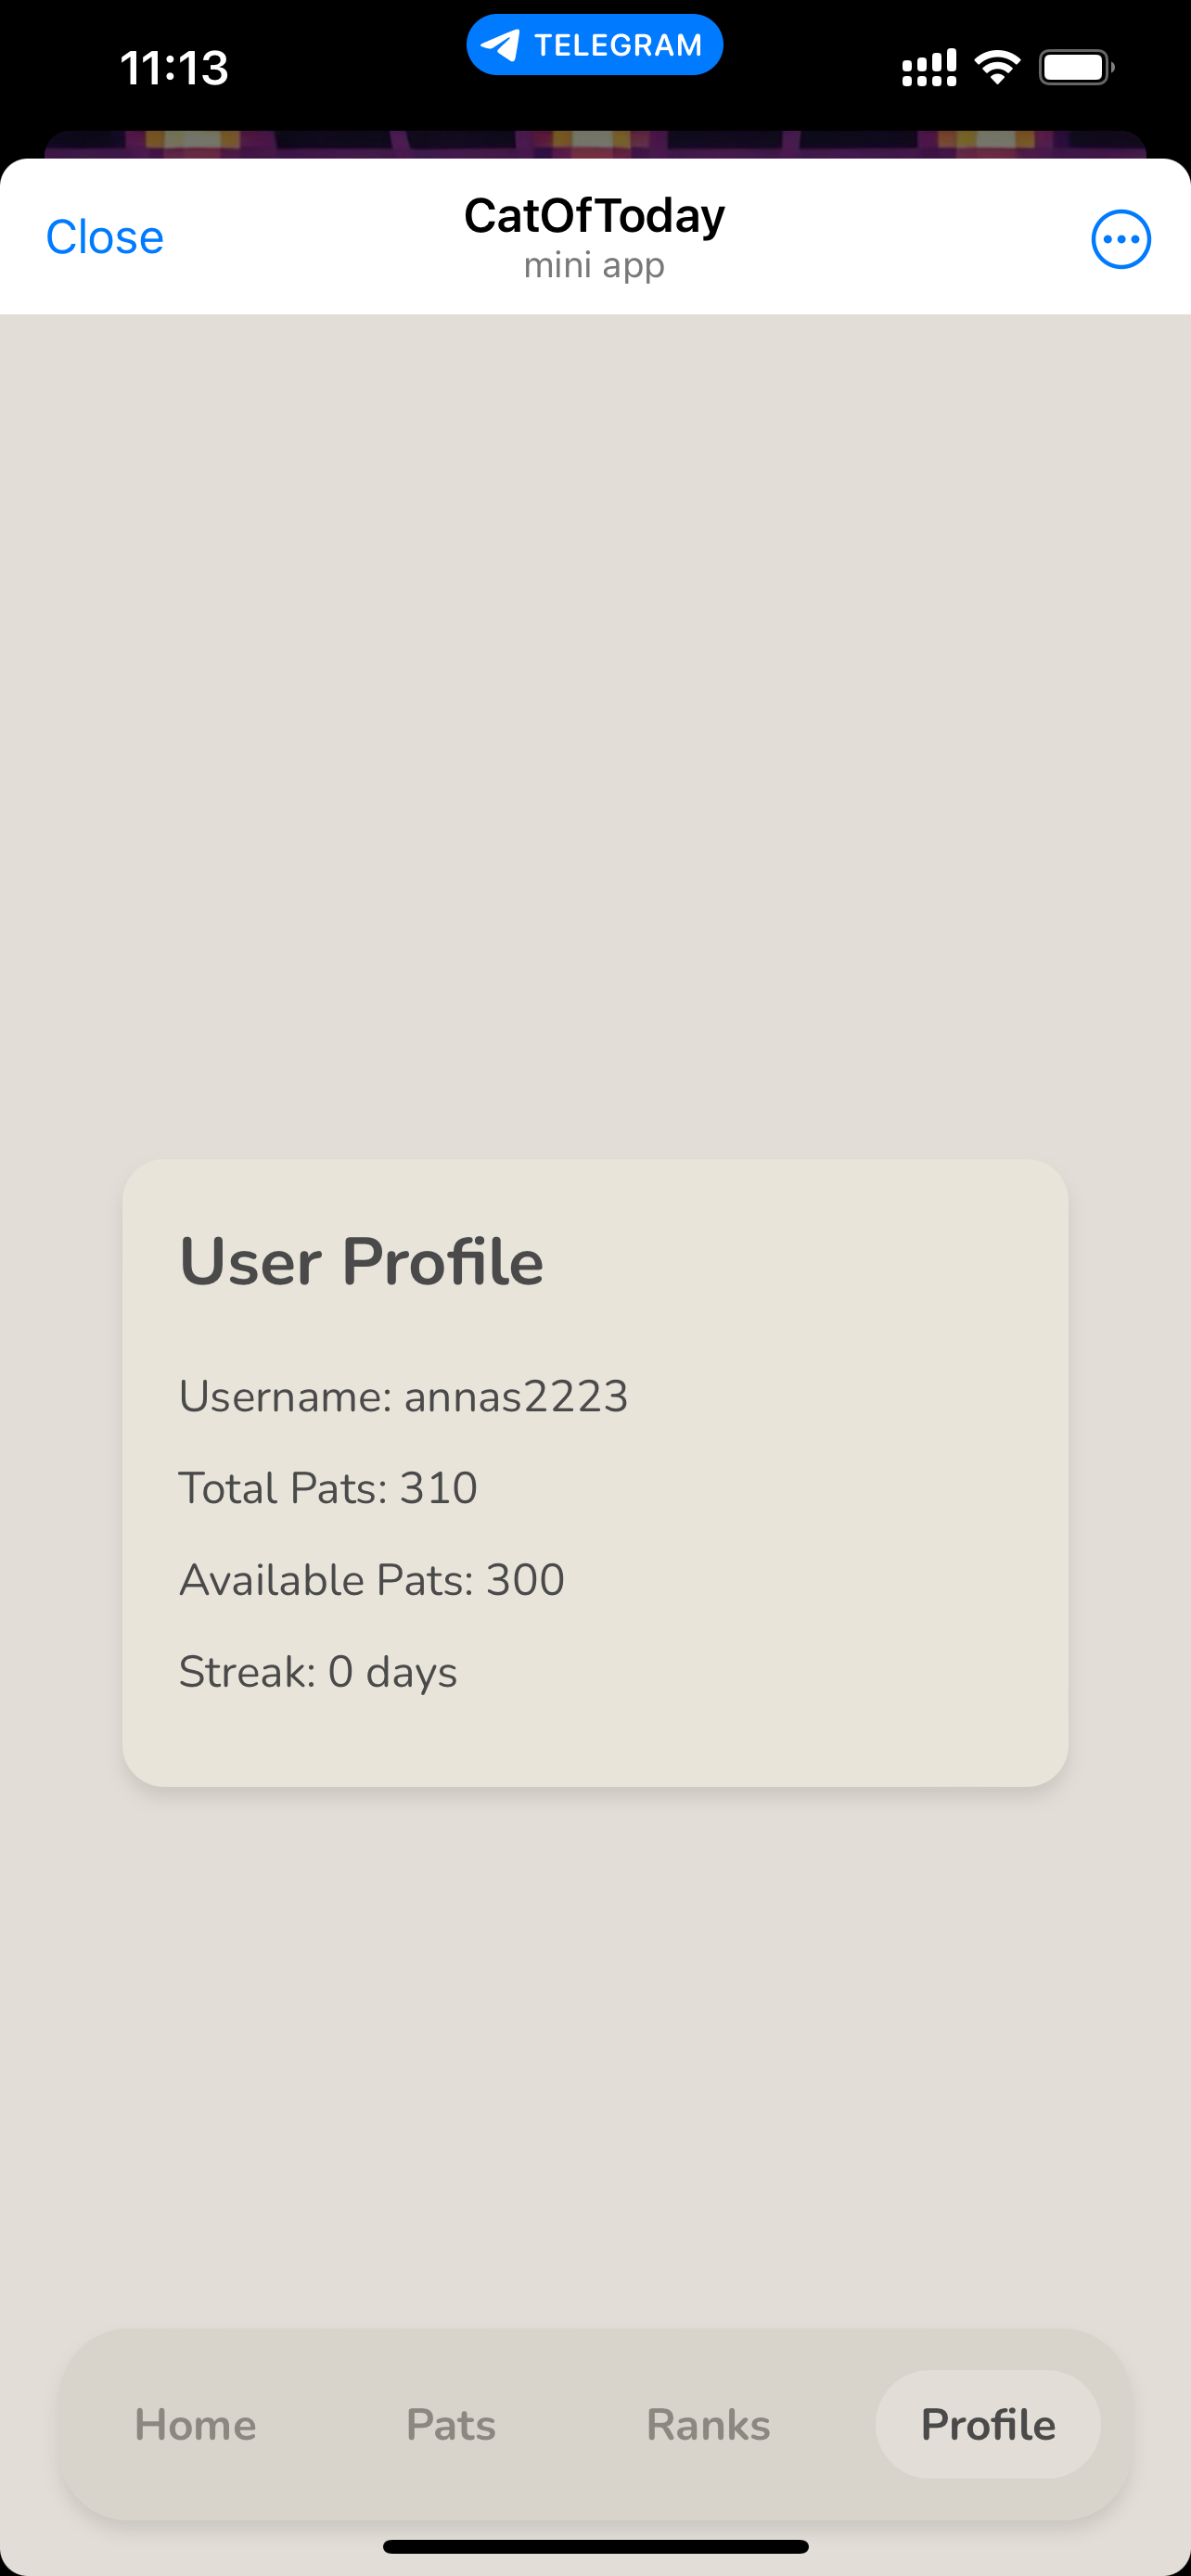 11:13
TELEGRAM
Close
CatOfToday
mini app
User Profile
Username: annas2223
Total Pats: 310
Available Pats: 300
Streak: 0 days
Home
Pats
Ranks
Profile